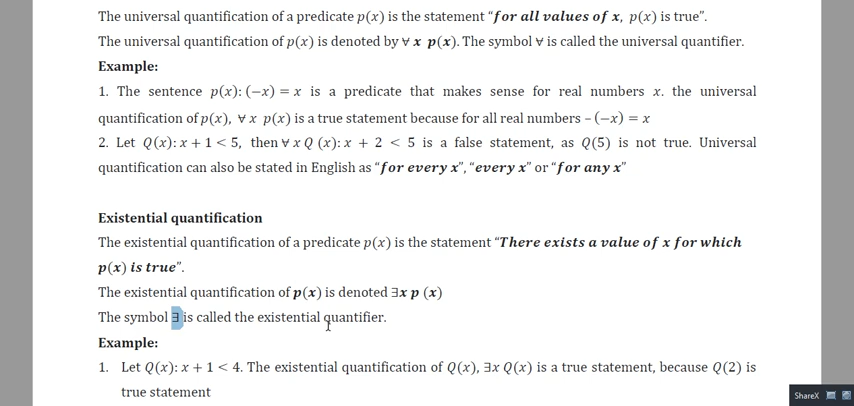 The universal quantification of a predicate p(x) is the statement “for all values of x, p(x) is true”.
The universal quantification of p(x) is denoted by ∀ x p(x). The symbol ∀ is called the universal quantifier.
Example:
1. The sentence p(x): (−x) = x is a predicate that makes sense for real numbers x. the universal
quantification of p(x), ∀ x p(x) is a true statement because for all real numbers − (−x) = x
2. Let Q(x): x + 1 < 5, then ∀ x Q (x): x + 2 < 5 is a false statement, as Q(5) is not true. Universal
quantification can also be stated in English as “for every x”, “every x” or “for any x”
Existential quantification
The existential quantification of a predicate p(x) is the statement “There exists a value of x for which
p(x) is true”.
The existential quantification of p(x) is denoted ∃x p (x)
The symbol ∃ is called the existential quantifier.
Example:
1. Let Q(x): x + 1 < 4. The existential quantification of Q(x), ∃x Q(x) is a true statement, because Q(2) is
true statement
ShareX